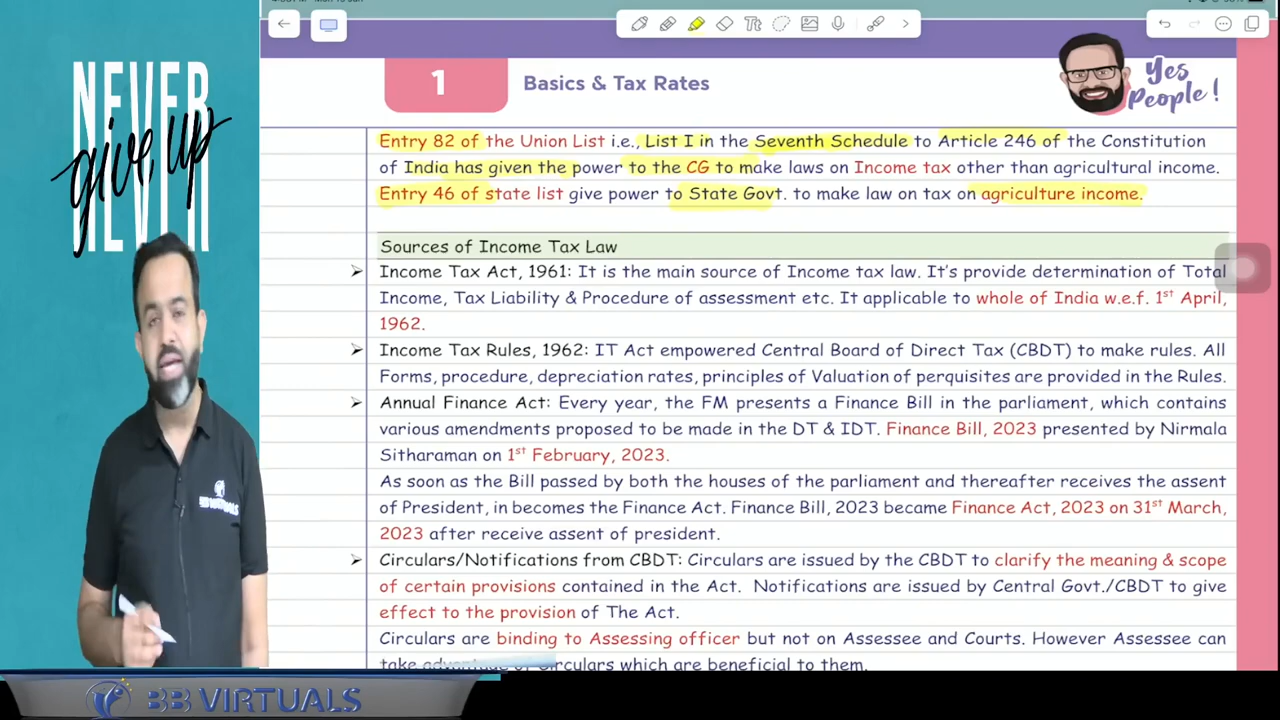 NEVER
give up
NEVER
1
Basics & Tax Rates
Yes
People!
Entry 82 of the Union List i.e., List I in the Seventh Schedule to Article 246 of the Constitution
of India has given the power to the CG to make laws on Income tax other than agricultural income.
Entry 46 of state list give power to State Govt. to make law on tax on agriculture income.
Sources of Income Tax Law
➢ Income Tax Act, 1961: It is the main source of Income tax law. It's provide determination of Total
Income, Tax Liability & Procedure of assessment etc. It applicable to whole of India w.e.f. 1st April,
1962.
➢ Income Tax Rules, 1962: IT Act empowered Central Board of Direct Tax (CBDT) to make rules. All
Forms, procedure, depreciation rates, principles of Valuation of perquisites are provided in the Rules.
➢ Annual Finance Act: Every year, the FM presents a Finance Bill in the parliament, which contains
various amendments proposed to be made in the DT & IDT. Finance Bill, 2023 presented by Nirmala
Sitharaman on 1st February, 2023.
As soon as the Bill passed by both the houses of the parliament and thereafter receives the assent
of President, in becomes the Finance Act. Finance Bill, 2023 became Finance Act, 2023 on 31st March,
2023 after receive assent of president.
➢ Circulars/Notifications from CBDT: Circulars are issued by the CBDT to clarify the meaning & scope
of certain provisions contained in the Act. Notifications are issued by Central Govt./CBDT to give
effect to the provision of The Act.
Circulars are binding to Assessing officer but not on Assessee and Courts. However Assessee can
take advantage of Circulars which are beneficial to them.
BB VIRTUALS
BB VIRTUALS